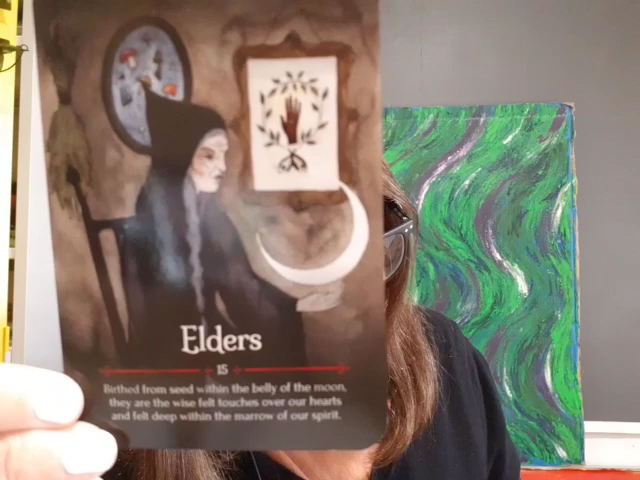 Elders
15
Birthed from seed within the belly of the moon,
they are the wise felt touches over our hearts
and felt deep within the marrow of our spirit.